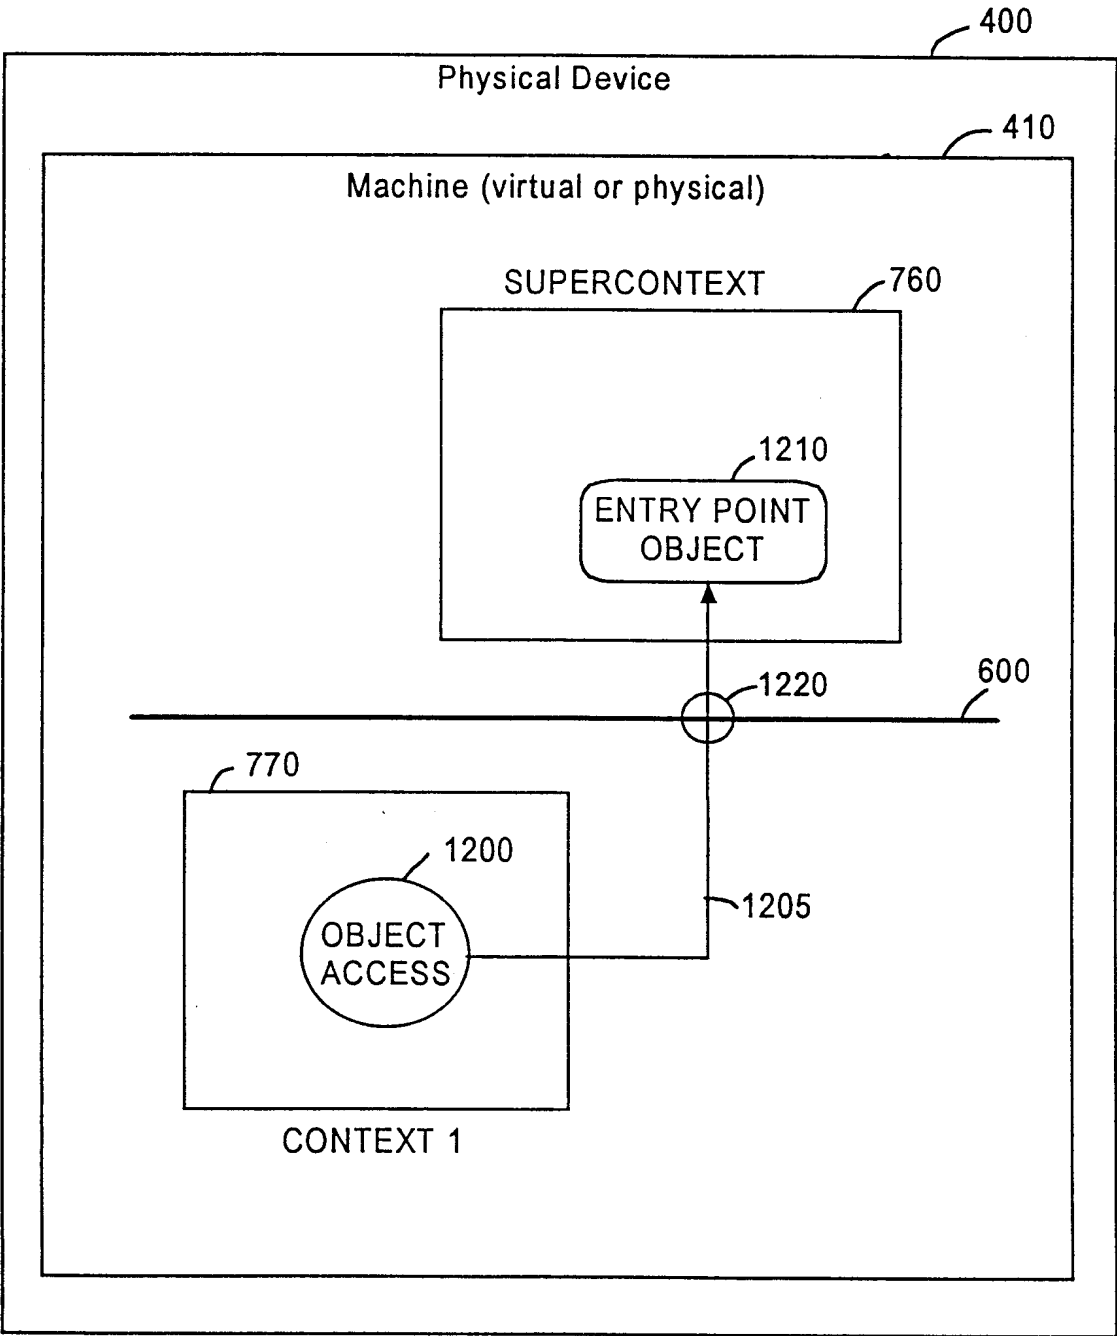 400
Physical Device
410
Machine (virtual or physical)
SUPERCONTEXT
760
1210
ENTRY POINT
OBJECT
1220
600
770
1200
1205
OBJECT
ACCESS
CONTEXT 1